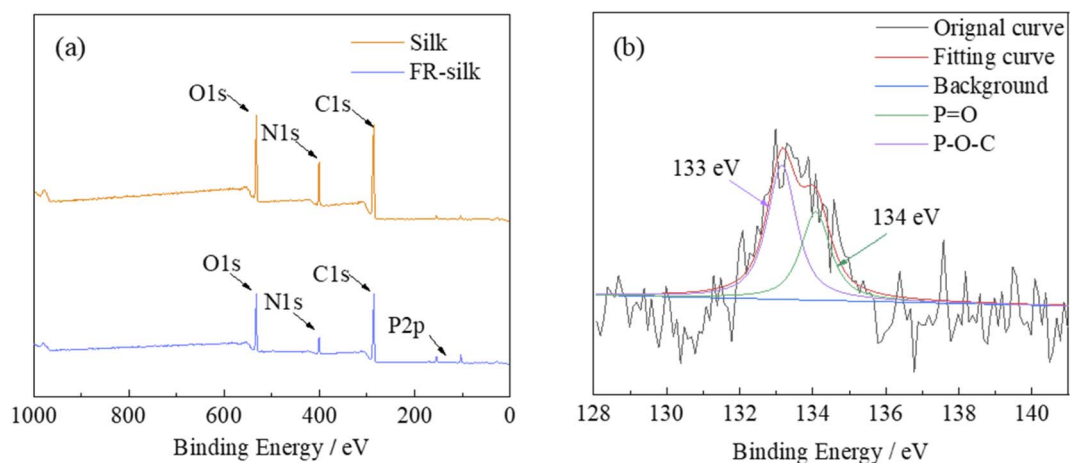 (a)
Silk
FR-silk
O1s
N1s
C1s
O1s
N1s
C1s
P2p
1000 800 600 400 200 0
Binding Energy / eV
(b)
Orignal curve
Fitting curve
Background
P=O
P-O-C
133 eV
134 eV
128 130 132 134 136 138 140
Binding Energy / eV